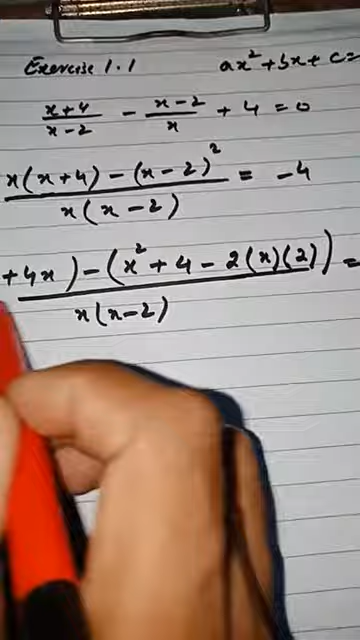 Exercise 1.1 ax² + bx + c =
(x+4)/(x-2) - (x-2)/x + 4 = 0
(x(x+4) - (x-2)²)/(x(x-2)) = -4
+4x) - (x² + 4 - 2(x)(2)) =
x(x-2)